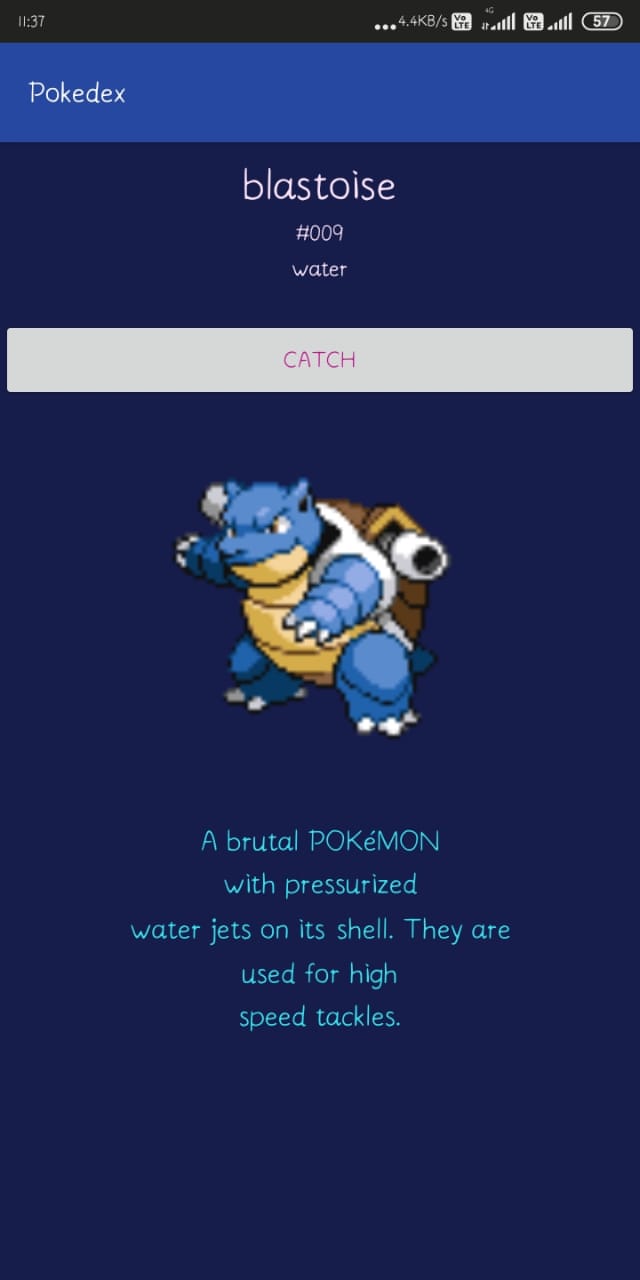 11:37 ...4.4KB/s Vo LTE 4G Vo LTE 57
Pokedex
blastoise
#009
water
CATCH
A brutal POKéMON
with pressurized
water jets on its shell. They are
used for high
speed tackles.